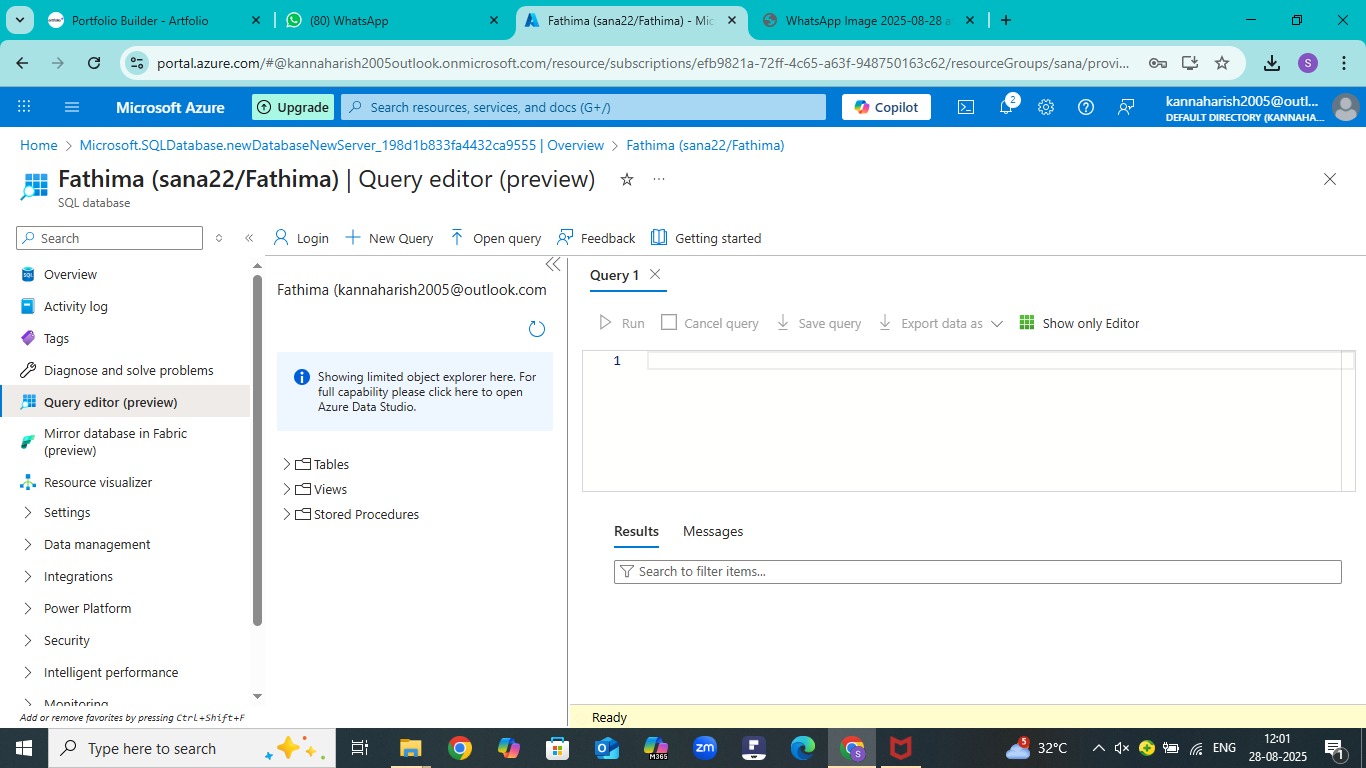 Portfolio Builder - Artfolio
(80) WhatsApp
Fathima (sana22/Fathima) - Mic
WhatsApp Image 2025-08-28 a
portal.azure.com/#@kannaharish2005outlook.onmicrosoft.com/resource/subscriptions/efb9821a-72ff-4c65-a63f-948750163c62/resourceGroups/sana/provi...
S
Microsoft Azure
Upgrade
Search resources, services, and docs (G+/)
Copilot
2
kannaharish2005@outl...
DEFAULT DIRECTORY (KANNAHA...
Home > Microsoft.SQLDatabase.newDatabaseNewServer_198d1b833fa4432ca9555 | Overview > Fathima (sana22/Fathima)
Fathima (sana22/Fathima) | Query editor (preview)
SQL database
Search
Login
New Query
Open query
Feedback
Getting started
Overview
Activity log
Tags
Diagnose and solve problems
Query editor (preview)
Mirror database in Fabric
(preview)
Resource visualizer
Settings
Data management
Integrations
Power Platform
Security
Intelligent performance
Monitoring
Add or remove favorites by pressing Ctrl+Shift+F
Fathima (kannaharish2005@outlook.com
Showing limited object explorer here. For
full capability please click here to open
Azure Data Studio.
Tables
Views
Stored Procedures
Query 1
Run
Cancel query
Save query
Export data as
Show only Editor
1
Results
Messages
Search to filter items...
Ready
Type here to search
M365
zm
S
5
32°C
ENG
12:01
28-08-2025
1